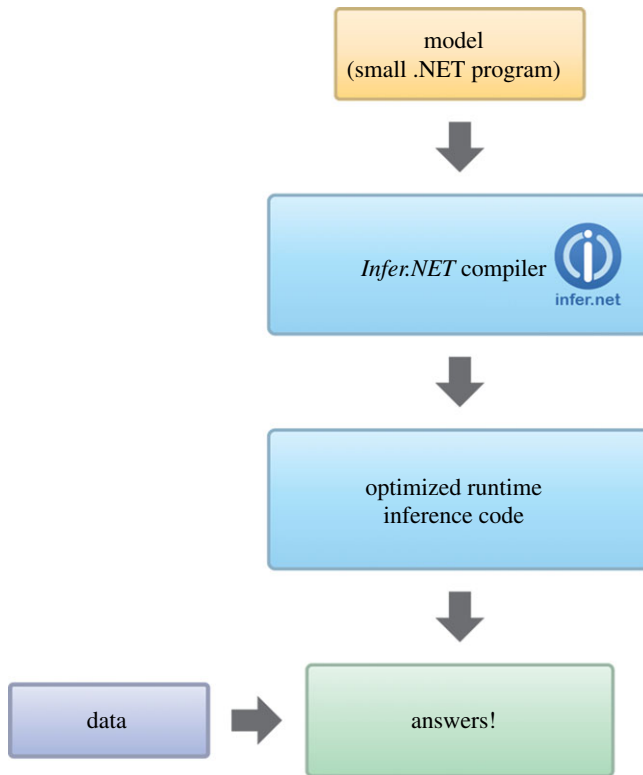 model
(small .NET program)
Infer.NET compiler
infer.net
optimized runtime
inference code
data
answers!